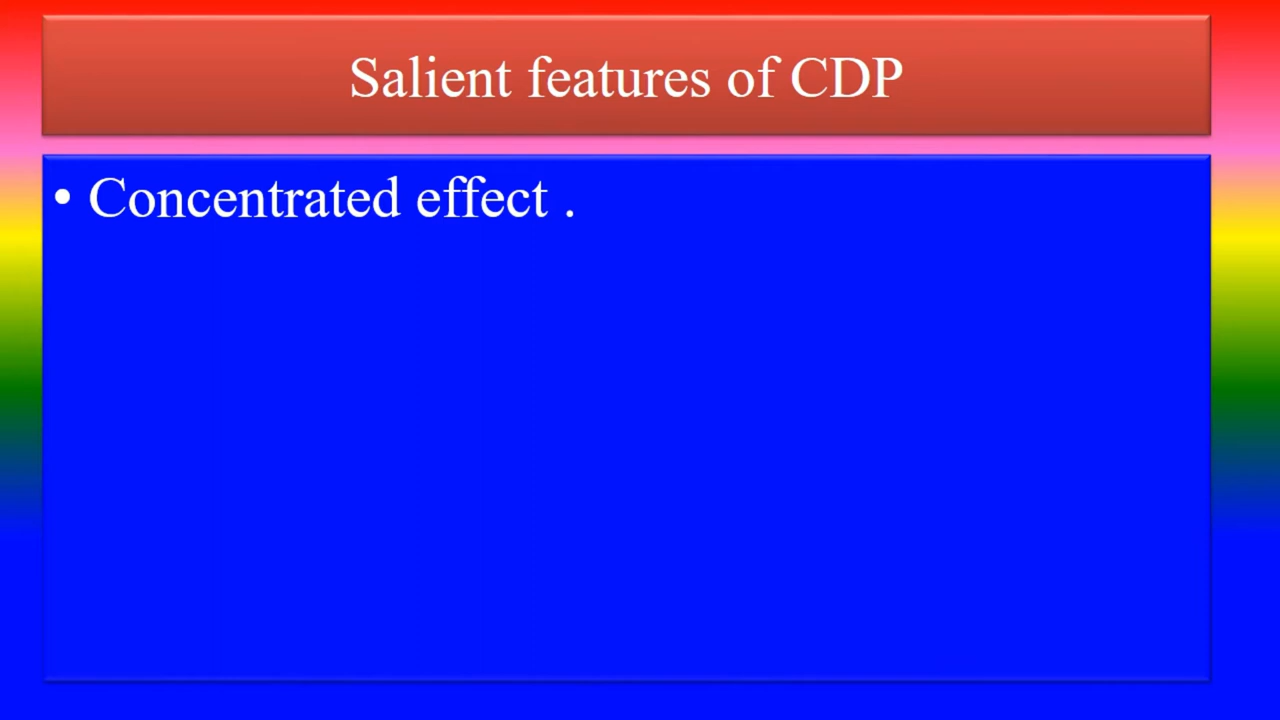 Salient features of CDP
• Concentrated effect .